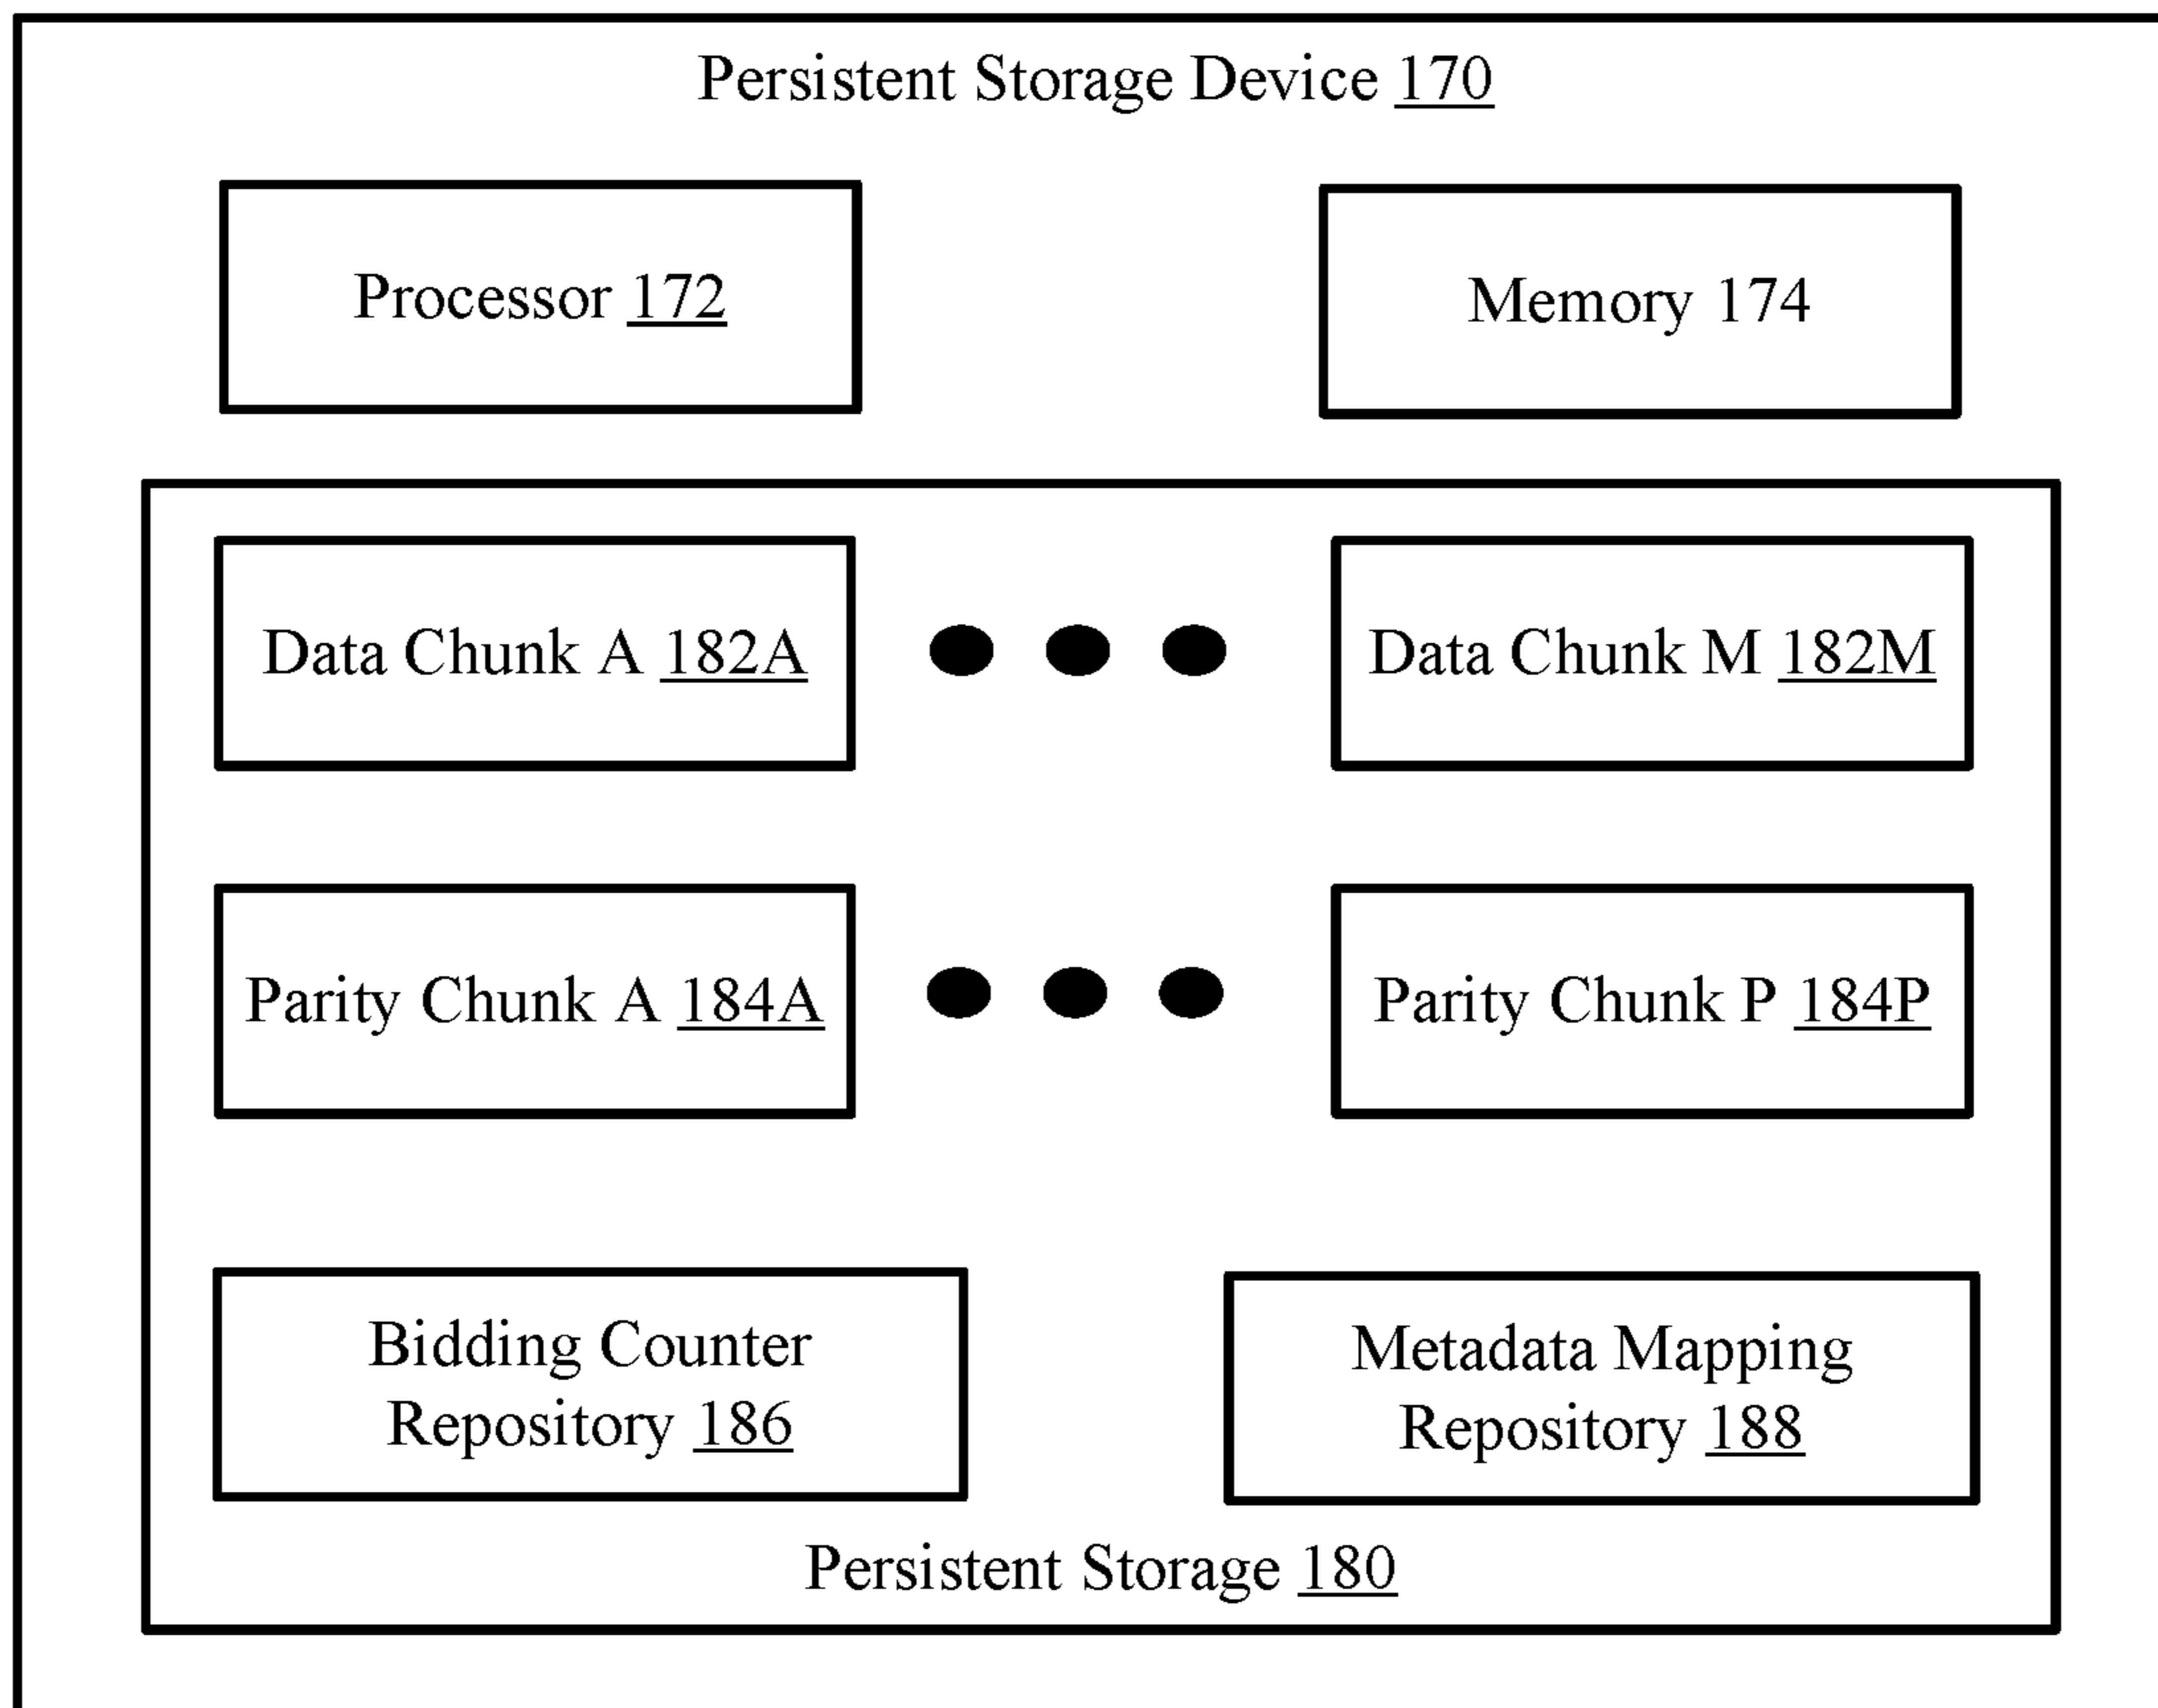 Persistent Storage Device 170
Processor 172
Memory 174
Data Chunk A 182A
Data Chunk M 182M
Parity Chunk A 184A
Parity Chunk P 184P
Bidding Counter
Repository 186
Metadata Mapping
Repository 188
Persistent Storage 180